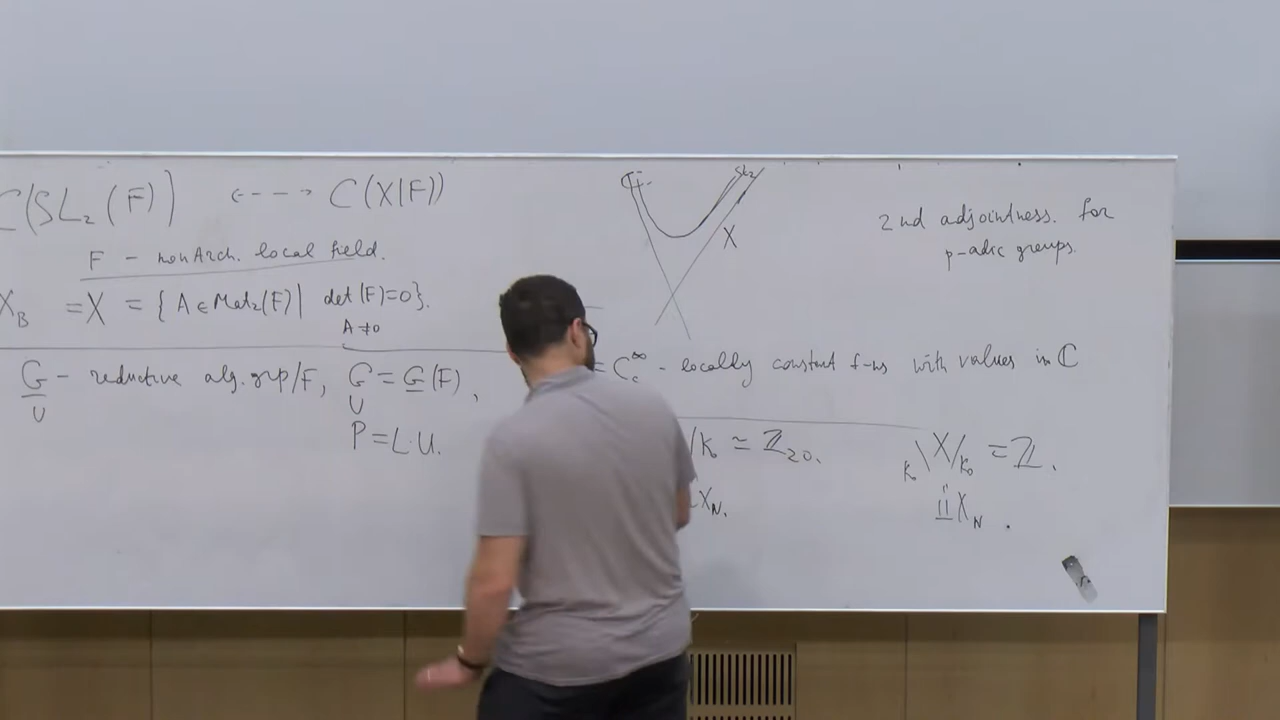 C(SL₂(F)) <---> C(X(F))
F - nonArch. local field.
X_B = X = { A ∈ Mat₂(F) | det(F)=0}.
A ≠ 0
SL₂
X
2nd adjointness. for
p-adic groups.
G - reductive alg. grp/F, G = G(F),
∪ ∪
P = L·U.
= C_c^∞ - locally constant f-ns with values in ℂ
/K₀ ≃ ℤ≥0.
X_N.
K\X/K₀ = ℤ.
⨿ X_N.